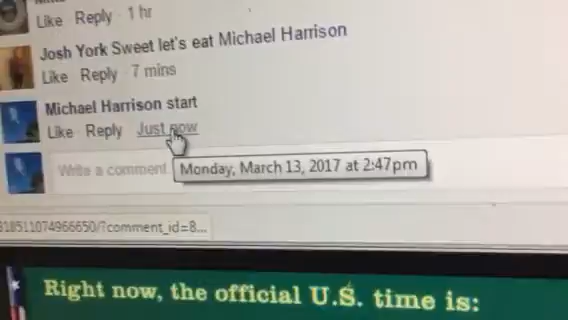 Like Reply 1 hr
Josh York Sweet let's eat Michael Harrison
Like Reply 7 mins
Michael Harrison start
Like Reply Just now
Write a comment
Monday, March 13, 2017 at 2:47pm
318511074966650/?comment_id=8...
Right now, the official U.S. time is: